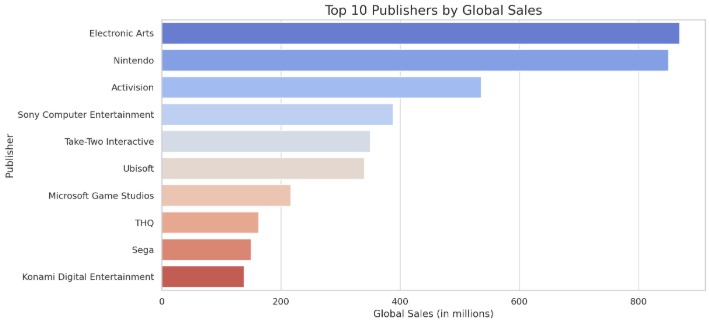 Top 10 Publishers by Global Sales
Publisher
Electronic Arts
Nintendo
Activision
Sony Computer Entertainment
Take-Two Interactive
Ubisoft
Microsoft Game Studios
THQ
Sega
Konami Digital Entertainment
0 200 400 600 800
Global Sales (in millions)